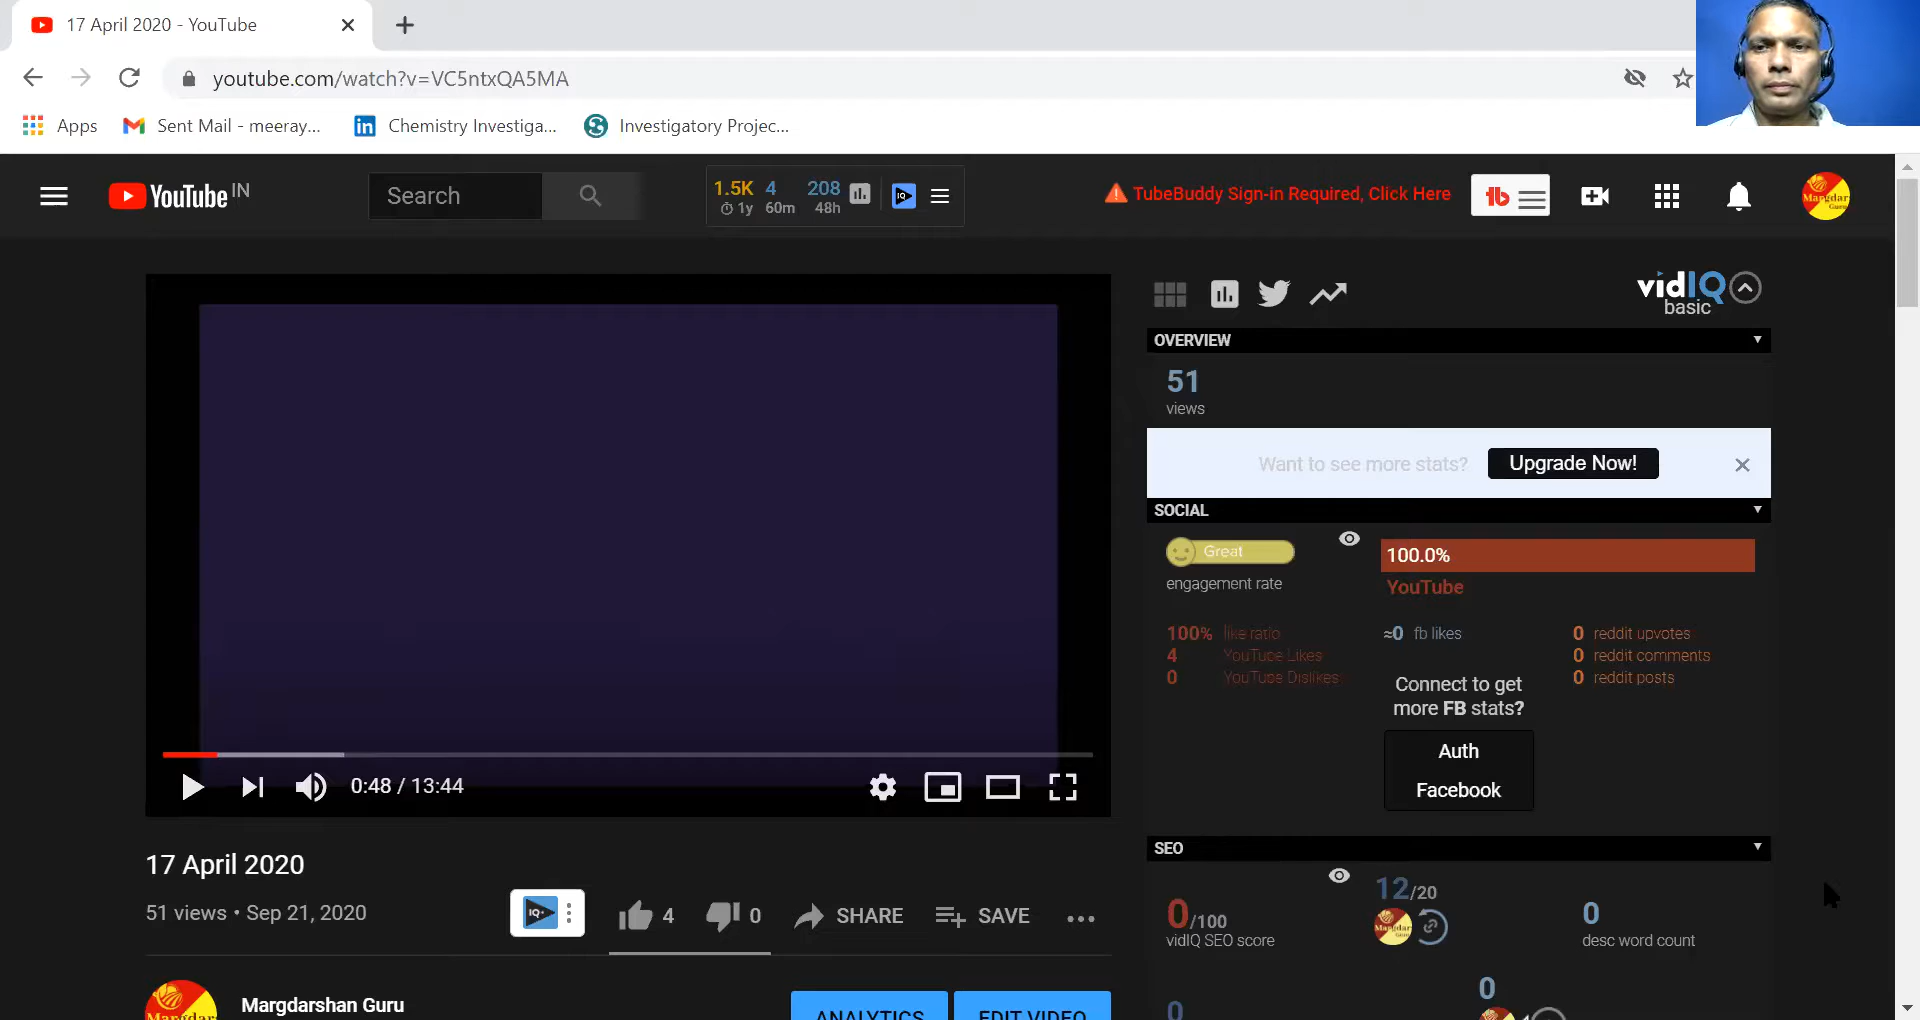 17 April 2020 - YouTube
youtube.com/watch?v=VC5ntxQA5MA
Apps
Sent Mail - meeray...
Chemistry Investiga...
Investigatory Projec...
YouTube IN
Search
1.5K 4 208
1y 60m 48h
TubeBuddy Sign-in Required, Click Here
vidIQ
basic
OVERVIEW
51
views
Want to see more stats? Upgrade Now!
SOCIAL
Great
engagement rate
100.0%
YouTube
100% like ratio
4 YouTube Likes
0 YouTube Dislikes
≈0 fb likes
0 reddit upvotes
0 reddit comments
0 reddit posts
Connect to get
more FB stats?
Auth
Facebook
0:48 / 13:44
17 April 2020
51 views • Sep 21, 2020
4
0
SHARE
SAVE
SEO
0/100
vidIQ SEO score
12/20
0
desc word count
0
0
Margdarshan Guru
ANALYTICS
EDIT VIDEO